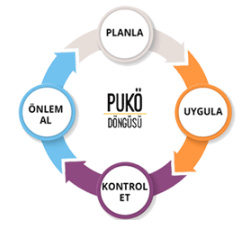 PLANLA
UYGULA
KONTROL
ET
ÖNLEM
AL
PUKÖ
DÖNGÜSÜ